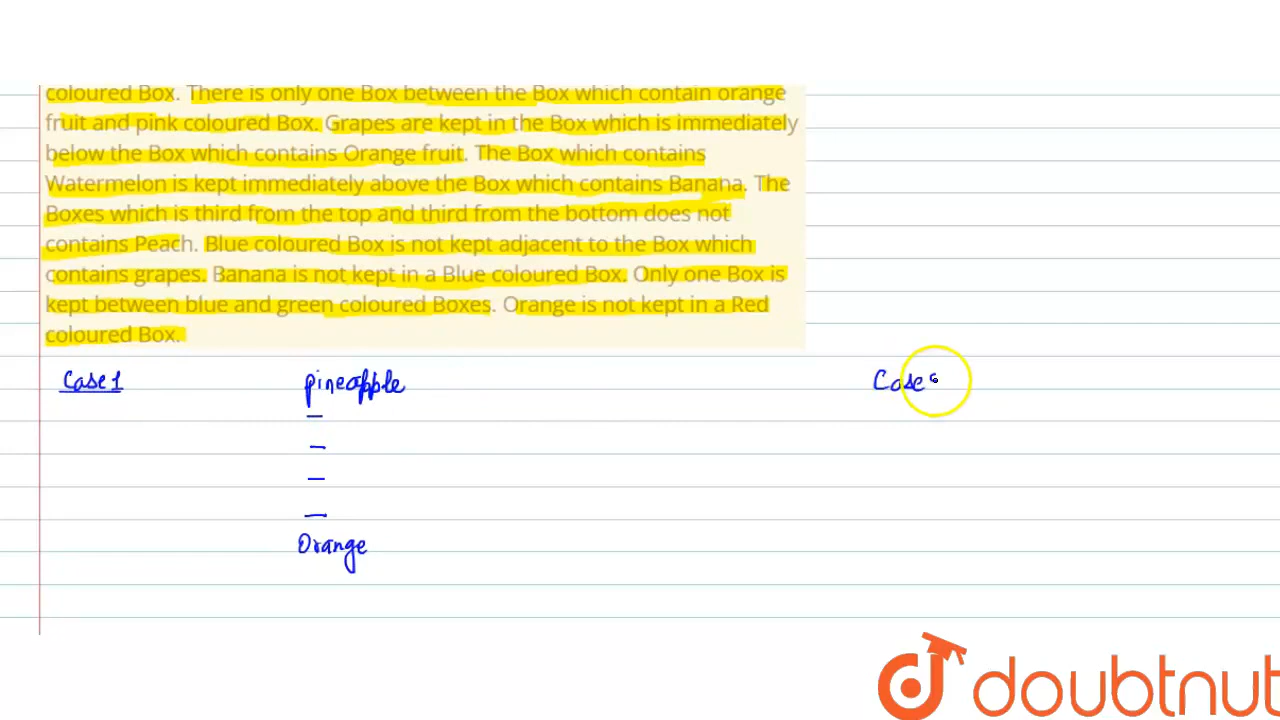 coloured Box. There is only one Box between the Box which contain orange
fruit and pink coloured Box. Grapes are kept in the Box which is immediately
below the Box which contains Orange fruit. The Box which contains
Watermelon is kept immediately above the Box which contains Banana. The
Boxes which is third from the top and third from the bottom does not
contains Peach. Blue coloured Box is not kept adjacent to the Box which
contains grapes. Banana is not kept in a Blue coloured Box. Only one Box is
kept between blue and green coloured Boxes. Orange is not kept in a Red
coloured Box.
Case 1 pineapple Case
Orange
doubtnut